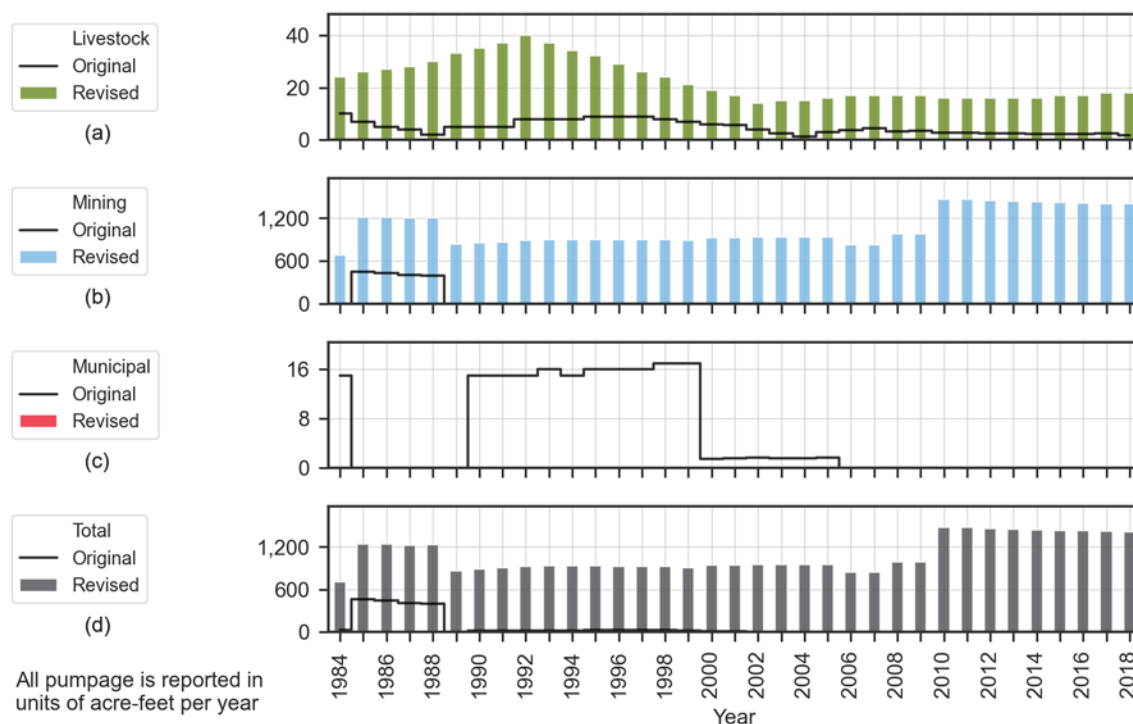 Livestock
Original
Revised
(a)
40
20
0
Mining
Original
Revised
(b)
1,200
600
0
Municipal
Original
Revised
(c)
16
8
0
Total
Original
Revised
(d)
1,200
600
0
1984 1986 1988 1990 1992 1994 1996 1998 2000 2002 2004 2006 2008 2010 2012 2014 2016 2018
Year
All pumpage is reported in
units of acre-feet per year